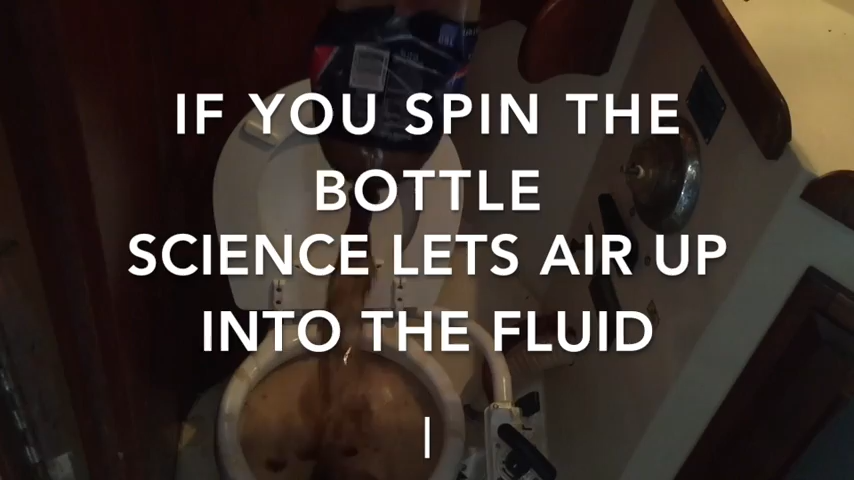 IF YOU SPIN THE
BOTTLE
SCIENCE LETS AIR UP
INTO THE FLUID
|